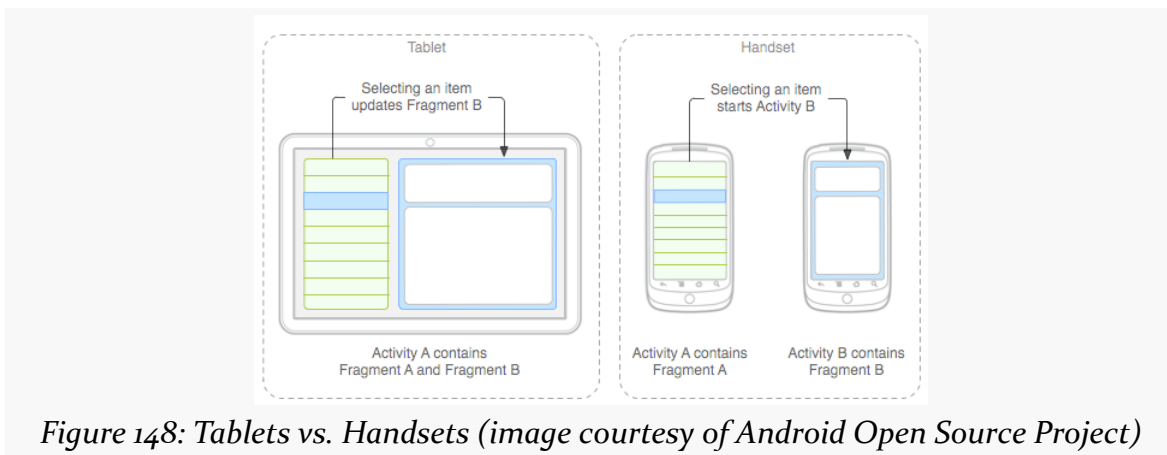 Tablet
Selecting an item
updates Fragment B
Activity A contains
Fragment A and Fragment B
Handset
Selecting an item
starts Activity B
Activity A contains
Fragment A
Activity B contains
Fragment B
Figure 148: Tablets vs. Handsets (image courtesy of Android Open Source Project)